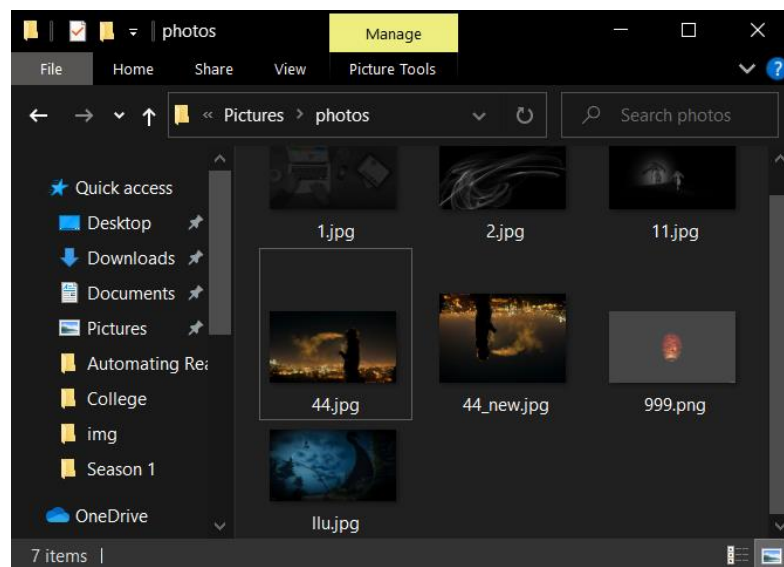 photos
Manage
File
Home
Share
View
Picture Tools
?
« Pictures > photos
Search photos
Quick access
Desktop
Downloads
Documents
Pictures
Automating Rea
College
img
Season 1
OneDrive
1.jpg
2.jpg
11.jpg
44.jpg
44_new.jpg
999.png
llu.jpg
7 items